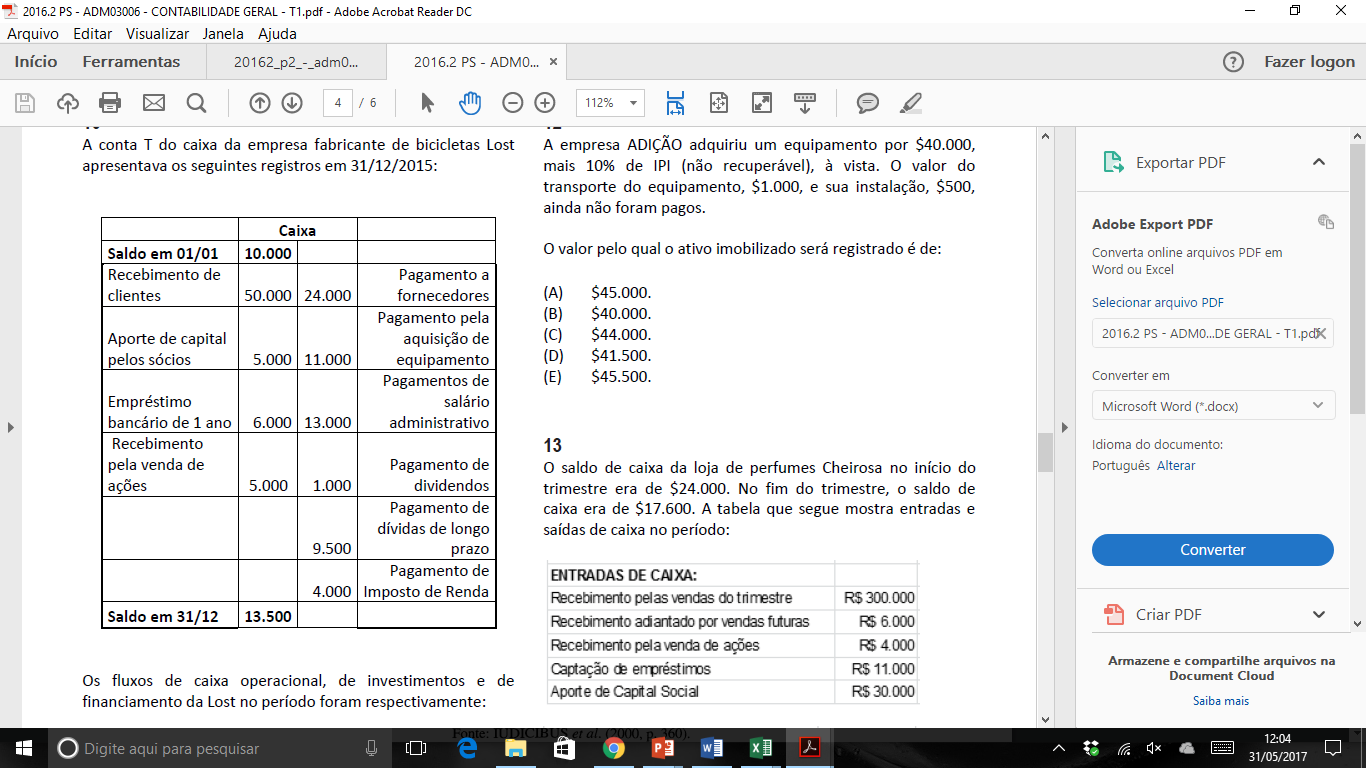 2016.2 PS - ADM03006 - CONTABILIDADE GERAL - T1.pdf - Adobe Acrobat Reader DC
Arquivo Editar Visualizar Janela Ajuda
Início Ferramentas 20162_p2_-_adm0... 2016.2 PS - ADM0... × Fazer logon
4 / 6 112%
A conta T do caixa da empresa fabricante de bicicletas Lost
apresentava os seguintes registros em 31/12/2015:
Caixa
Saldo em 01/01 10.000
Recebimento de Pagamento a
clientes 50.000 24.000 fornecedores
Pagamento pela
Aporte de capital aquisição de
pelos sócios 5.000 11.000 equipamento
Pagamentos de
Empréstimo salário
bancário de 1 ano 6.000 13.000 administrativo
Recebimento
pela venda de Pagamento de
ações 5.000 1.000 dividendos
Pagamento de
dívidas de longo
9.500 prazo
Pagamento de
4.000 Imposto de Renda
Saldo em 31/12 13.500
Os fluxos de caixa operacional, de investimentos e de
financiamento da Lost no período foram respectivamente:
12
A empresa ADIÇÃO adquiriu um equipamento por $40.000,
mais 10% de IPI (não recuperável), à vista. O valor do
transporte do equipamento, $1.000, e sua instalação, $500,
ainda não foram pagos.
O valor pelo qual o ativo imobilizado será registrado é de:
(A) $45.000.
(B) $40.000.
(C) $44.000.
(D) $41.500.
(E) $45.500.
13
O saldo de caixa da loja de perfumes Cheirosa no início do
trimestre era de $24.000. No fim do trimestre, o saldo de
caixa era de $17.600. A tabela que segue mostra entradas e
saídas de caixa no período:
ENTRADAS DE CAIXA:
Recebimento pelas vendas do trimestre R$ 300.000
Recebimento adiantado por vendas futuras R$ 6.000
Recebimento pela venda de ações R$ 4.000
Captação de empréstimos R$ 11.000
Aporte de Capital Social R$ 30.000
Exportar PDF
Adobe Export PDF
Converta online arquivos PDF em
Word ou Excel
Selecionar arquivo PDF
2016.2 PS - ADM0...DE GERAL - T1.pdf
Converter em
Microsoft Word (*.docx)
Idioma do documento:
Português Alterar
Converter
Criar PDF
Armazene e compartilhe arquivos na
Document Cloud
Saiba mais
Fonte: IUDICIBUS et al. (2000, p. 360).
Digite aqui para pesquisar
12:04
31/05/2017